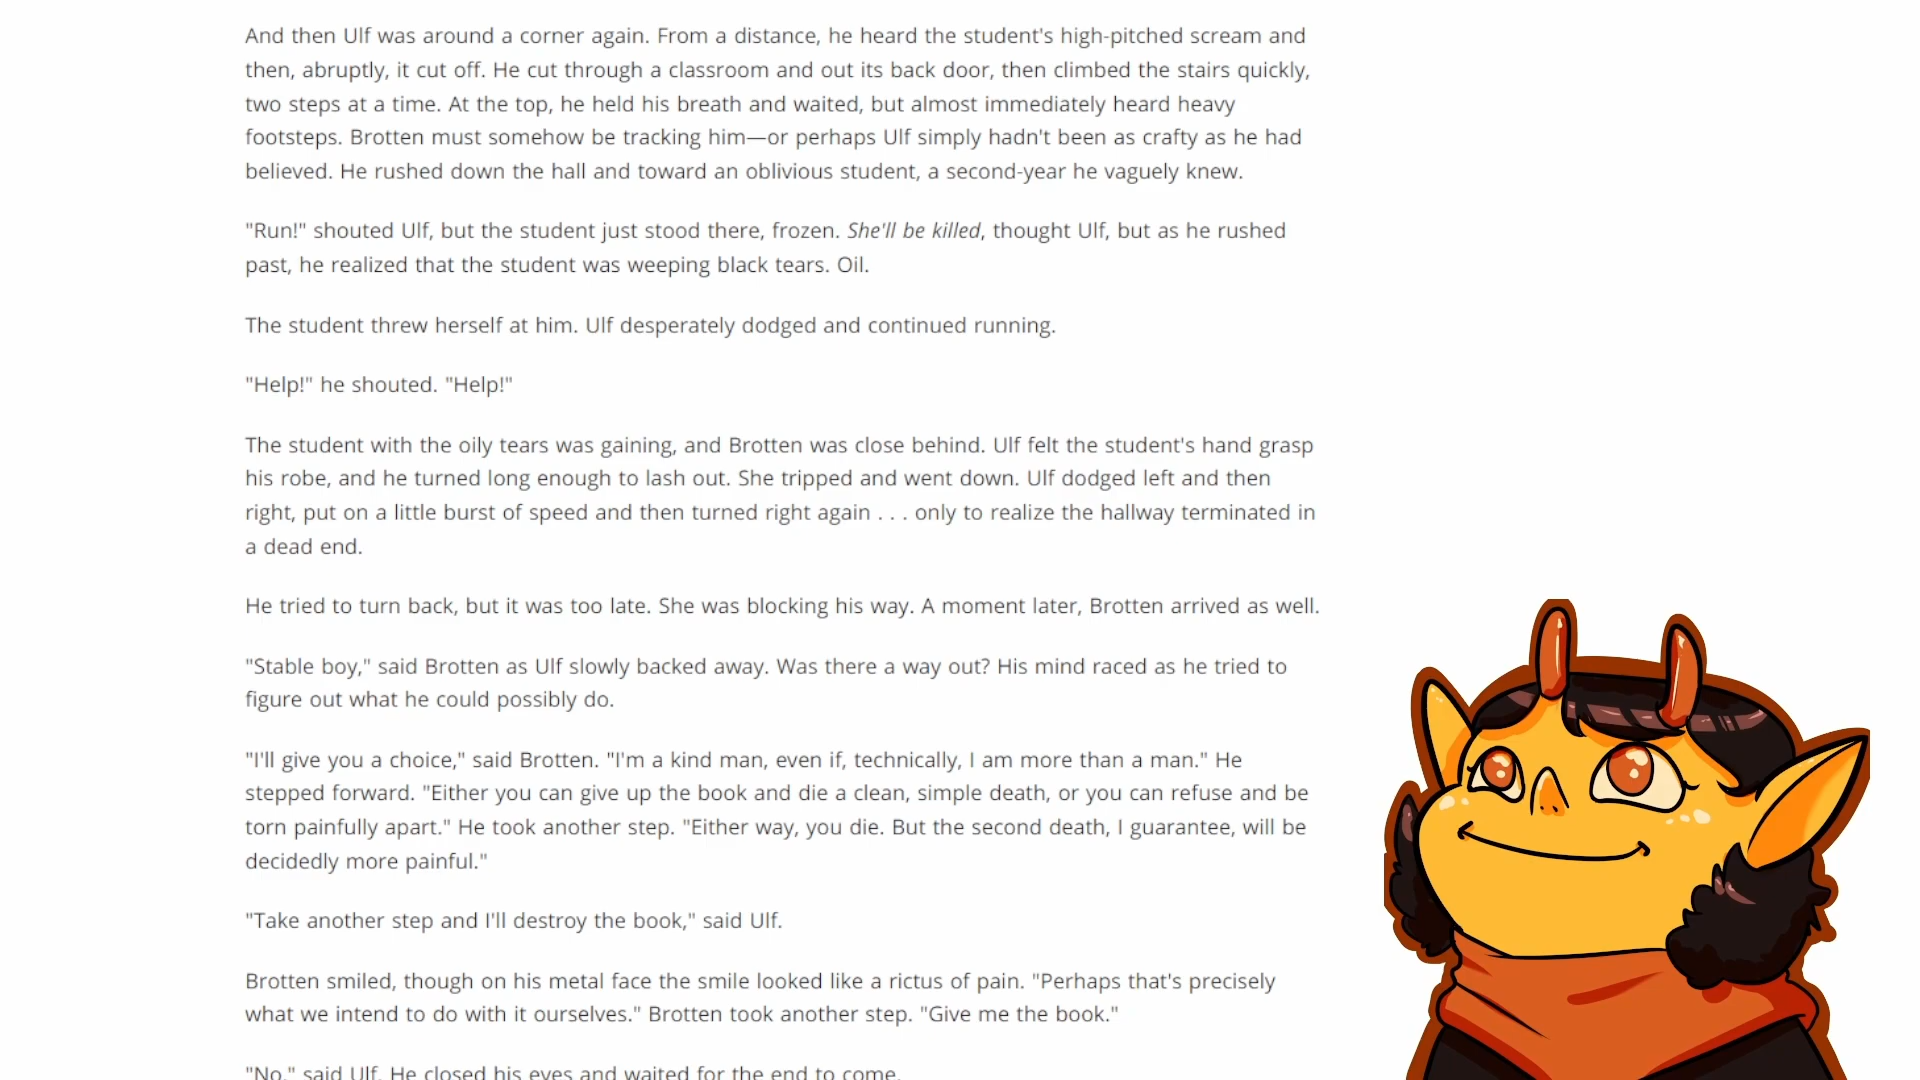 And then Ulf was around a corner again. From a distance, he heard the student's high-pitched scream and
then, abruptly, it cut off. He cut through a classroom and out its back door, then climbed the stairs quickly,
two steps at a time. At the top, he held his breath and waited, but almost immediately heard heavy
footsteps. Brotten must somehow be tracking him—or perhaps Ulf simply hadn't been as crafty as he had
believed. He rushed down the hall and toward an oblivious student, a second-year he vaguely knew.
"Run!" shouted Ulf, but the student just stood there, frozen. She'll be killed, thought Ulf, but as he rushed
past, he realized that the student was weeping black tears. Oil.
The student threw herself at him. Ulf desperately dodged and continued running.
"Help!" he shouted. "Help!"
The student with the oily tears was gaining, and Brotten was close behind. Ulf felt the student's hand grasp
his robe, and he turned long enough to lash out. She tripped and went down. Ulf dodged left and then
right, put on a little burst of speed and then turned right again . . . only to realize the hallway terminated in
a dead end.
He tried to turn back, but it was too late. She was blocking his way. A moment later, Brotten arrived as well.
"Stable boy," said Brotten as Ulf slowly backed away. Was there a way out? His mind raced as he tried to
figure out what he could possibly do.
"I'll give you a choice," said Brotten. "I'm a kind man, even if, technically, I am more than a man." He
stepped forward. "Either you can give up the book and die a clean, simple death, or you can refuse and be
torn painfully apart." He took another step. "Either way, you die. But the second death, I guarantee, will be
decidedly more painful."
"Take another step and I'll destroy the book," said Ulf.
Brotten smiled, though on his metal face the smile looked like a rictus of pain. "Perhaps that's precisely
what we intend to do with it ourselves." Brotten took another step. "Give me the book."
"No," said Ulf. He closed his eyes and waited for the end to come.